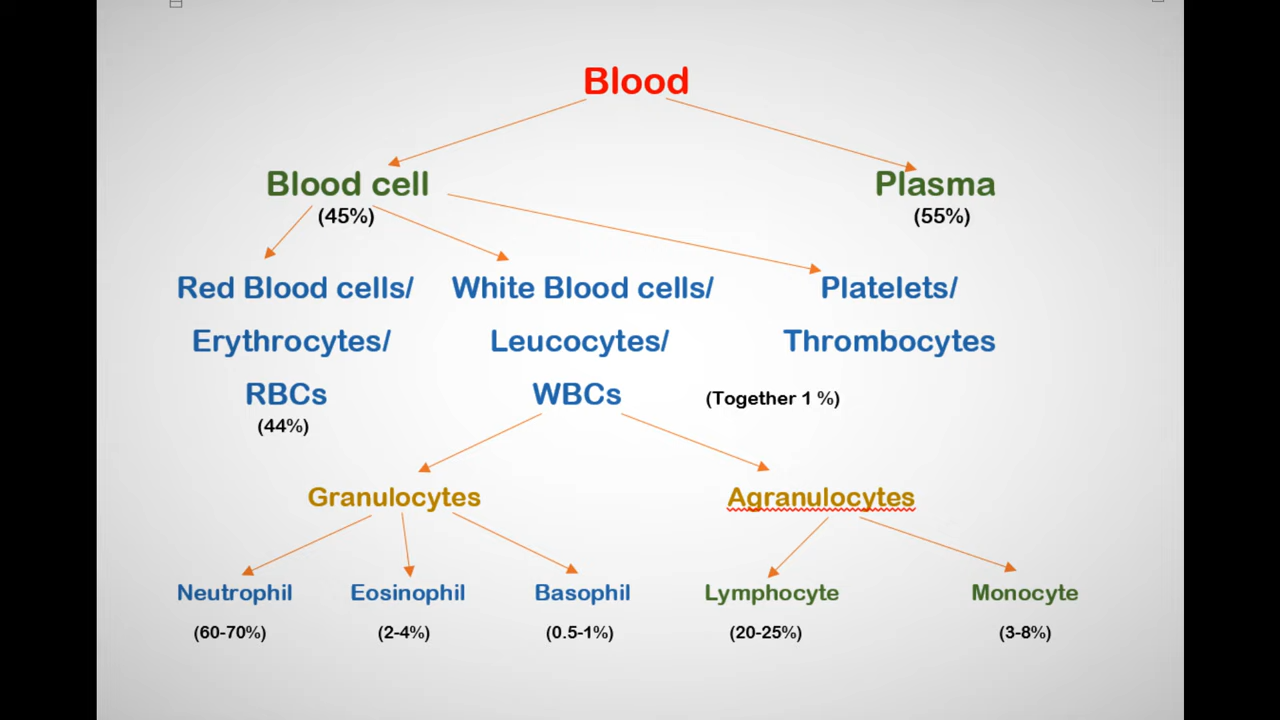 Blood
Blood cell
Plasma
(45%)
(55%)
Red Blood cells/
White Blood cells/
Platelets/
Erythrocytes/
Leucocytes/
Thrombocytes
RBCs
WBCs
(Together 1 %)
(44%)
Granulocytes
Agranulocytes
Neutrophil
Eosinophil
Basophil
Lymphocyte
Monocyte
(60-70%)
(2-4%)
(0.5-1%)
(20-25%)
(3-8%)